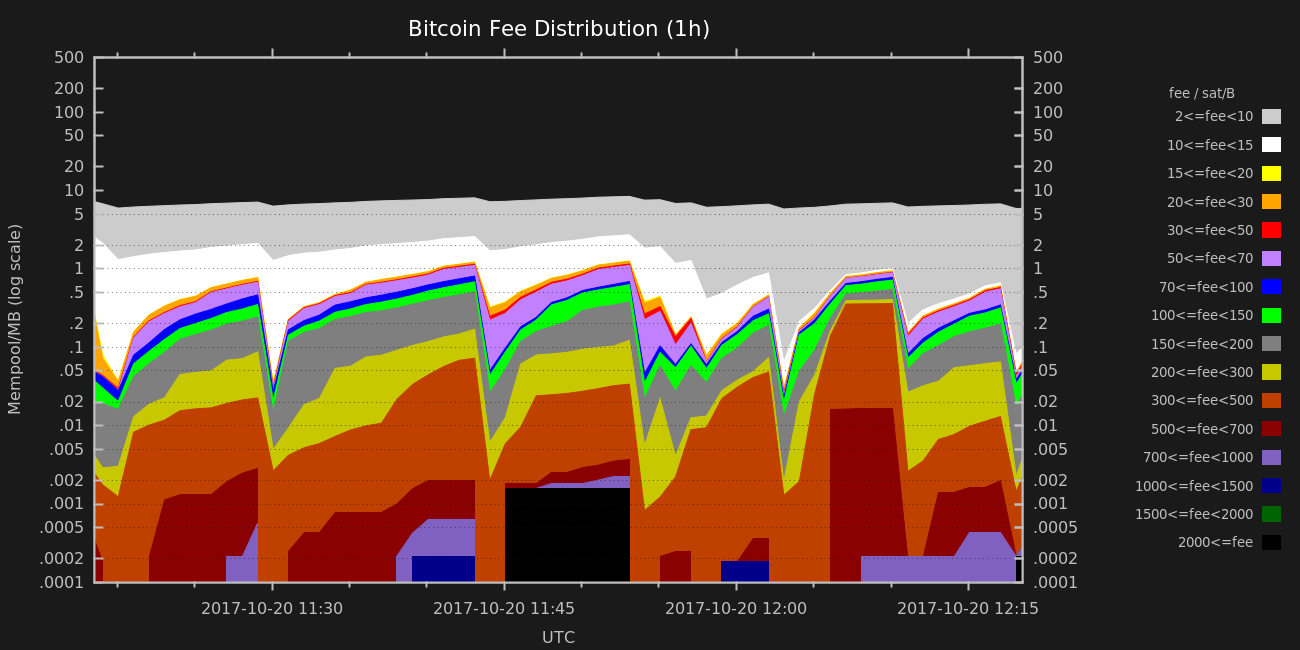 Bitcoin Fee Distribution (1h)
500
200
100
50
20
10
5
2
1
.5
.2
.1
.05
.02
.01
.005
.002
.001
.0005
.0002
.0001
Mempool/MB (log scale)
500
200
100
50
20
10
5
2
1
.5
.2
.1
.05
.02
.01
.005
.002
.001
.0005
.0002
.0001
2017-10-20 11:30
2017-10-20 11:45
2017-10-20 12:00
2017-10-20 12:15
UTC
fee / sat/B
2<=fee<10
10<=fee<15
15<=fee<20
20<=fee<30
30<=fee<50
50<=fee<70
70<=fee<100
100<=fee<150
150<=fee<200
200<=fee<300
300<=fee<500
500<=fee<700
700<=fee<1000
1000<=fee<1500
1500<=fee<2000
2000<=fee